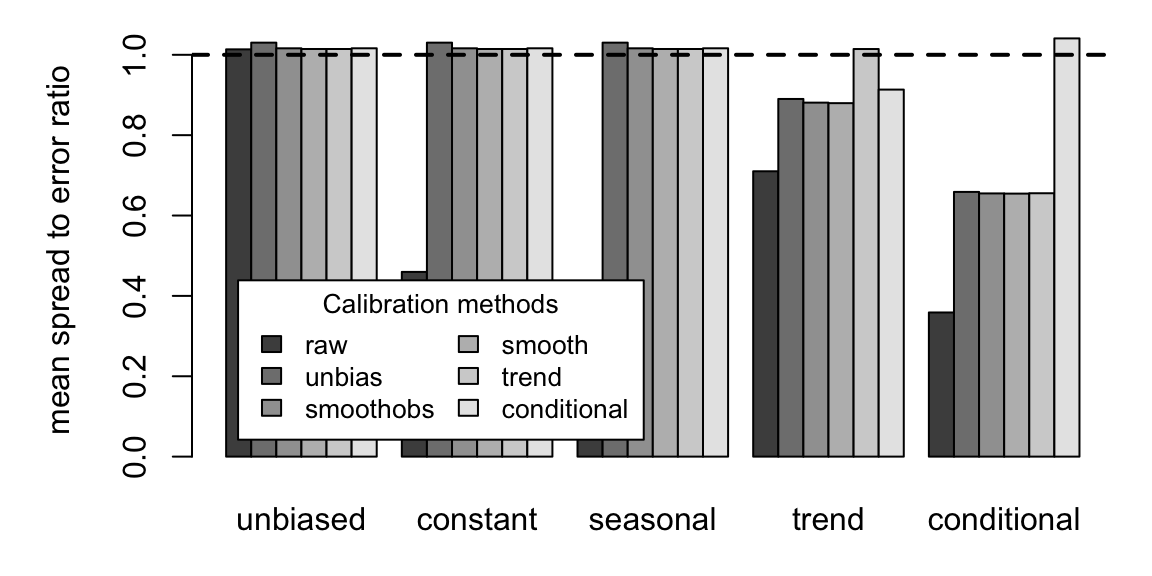 mean spread to error ratio
1.0
0.8
0.6
0.4
0.2
0.0
Calibration methods
raw
unbias
smoothobs
smooth
trend
conditional
unbiased constant seasonal trend conditional